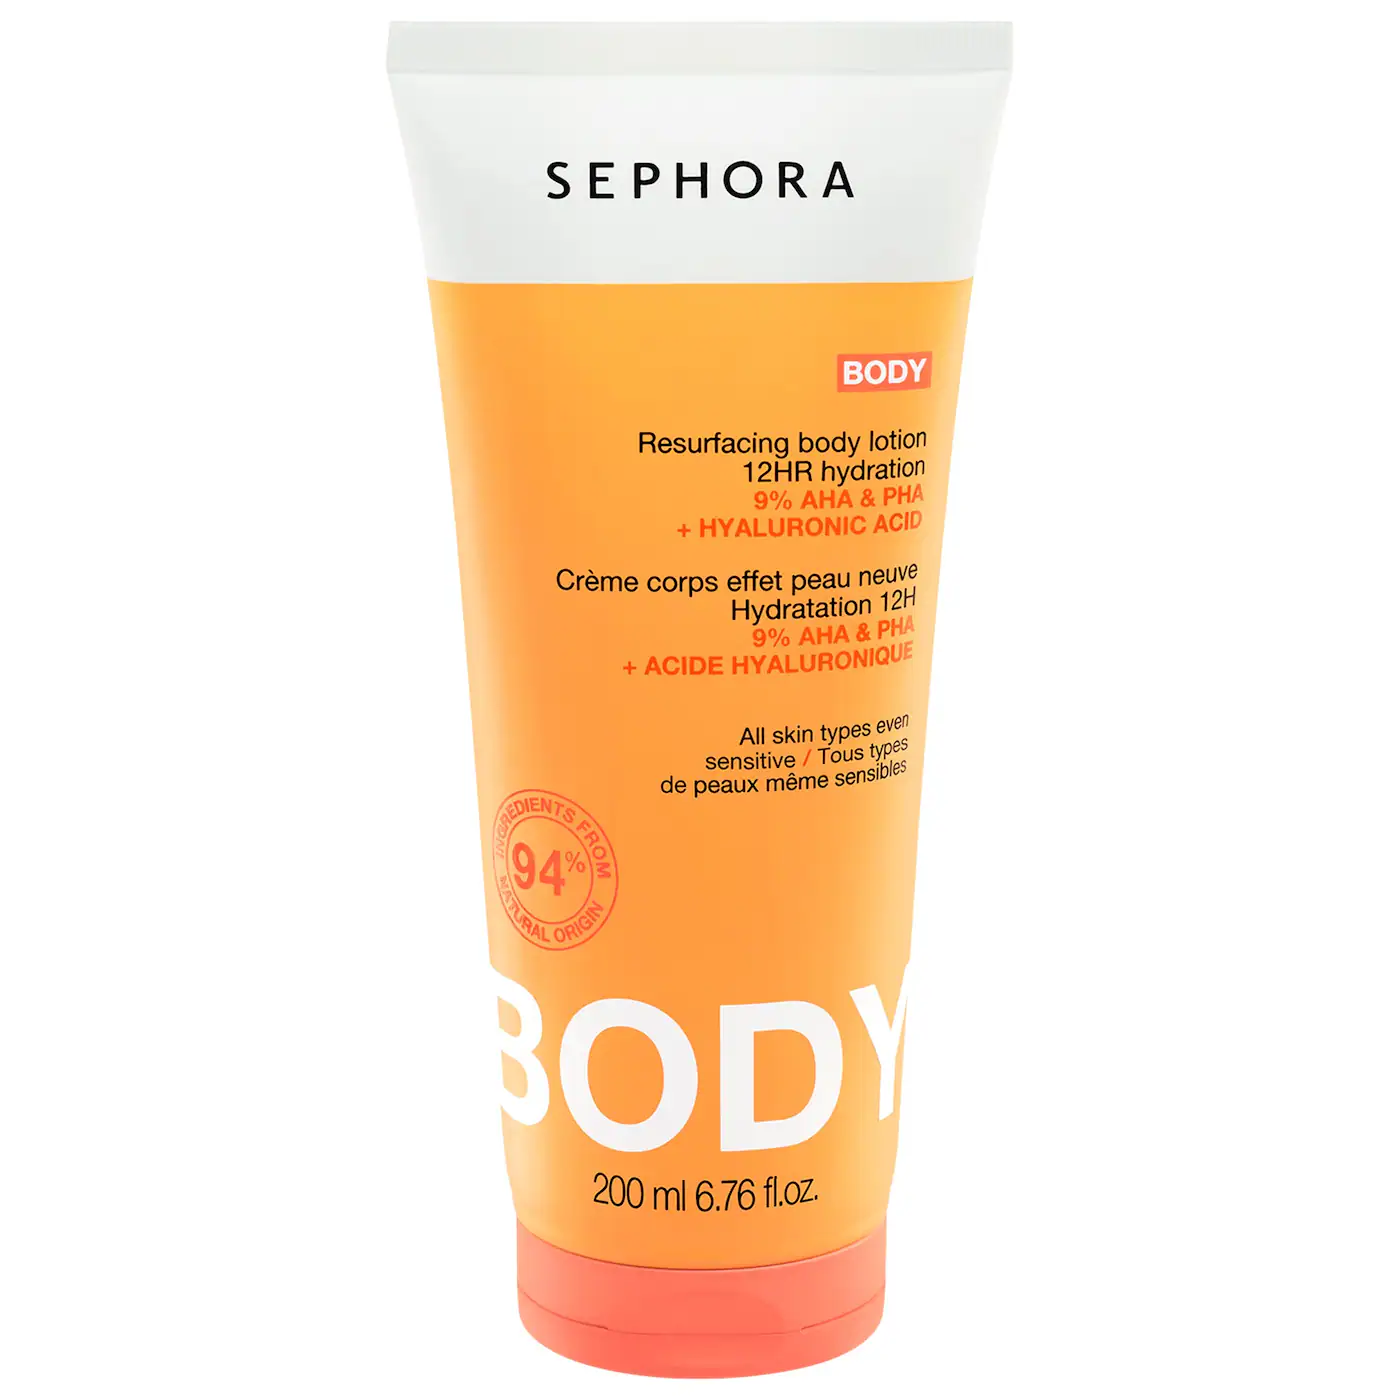 SEPHORA
BODY
Resurfacing body lotion
12HR hydration
9% AHA & PHA
+ HYALURONIC ACID
Crème corps effet peau neuve
Hydratation 12H
9% AHA & PHA
+ ACIDE HYALURONIQUE
All skin types even
sensitive / Tous types
de peaux même sensibles
INGREDIENTS FROM
94%
NATURAL ORIGIN
BODY
200 ml 6.76 fl.oz.